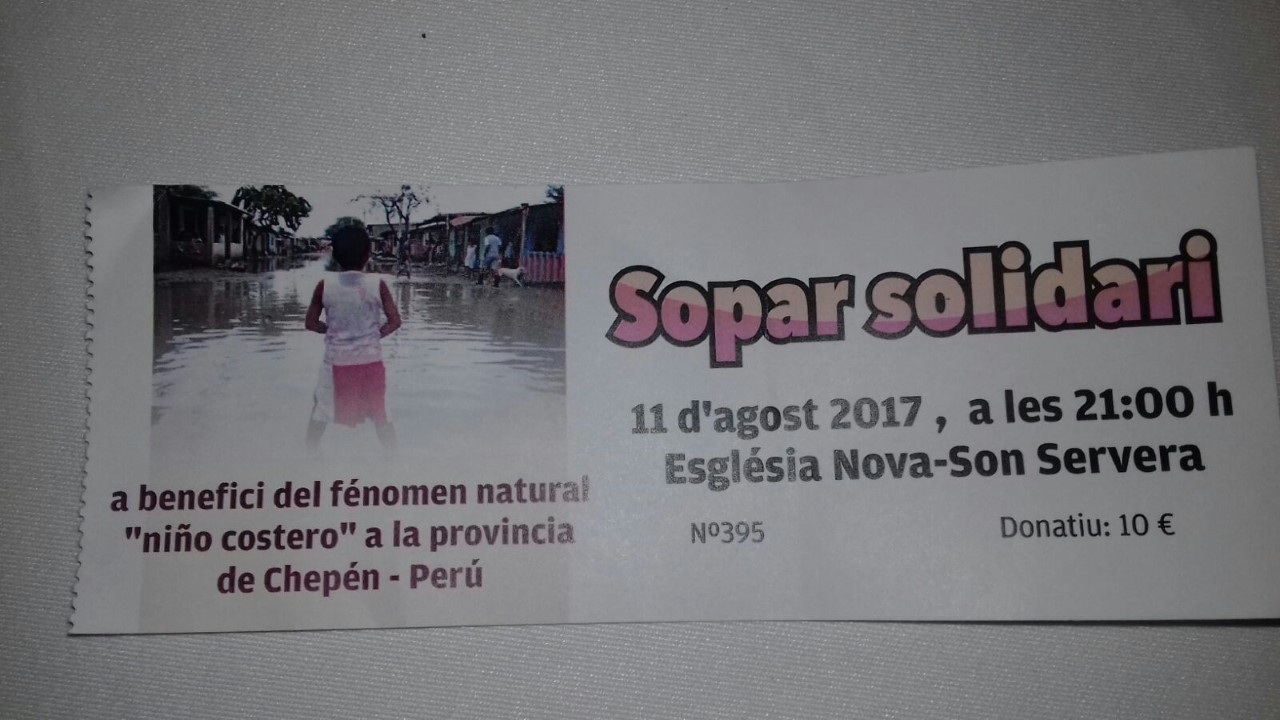 a benefici del fénomen natural
"niño costero" a la provincia
de Chepén - Perú
Sopar solidari
11 d'agost 2017 , a les 21:00 h
Església Nova-Son Servera
Nº395
Donatiu: 10 €